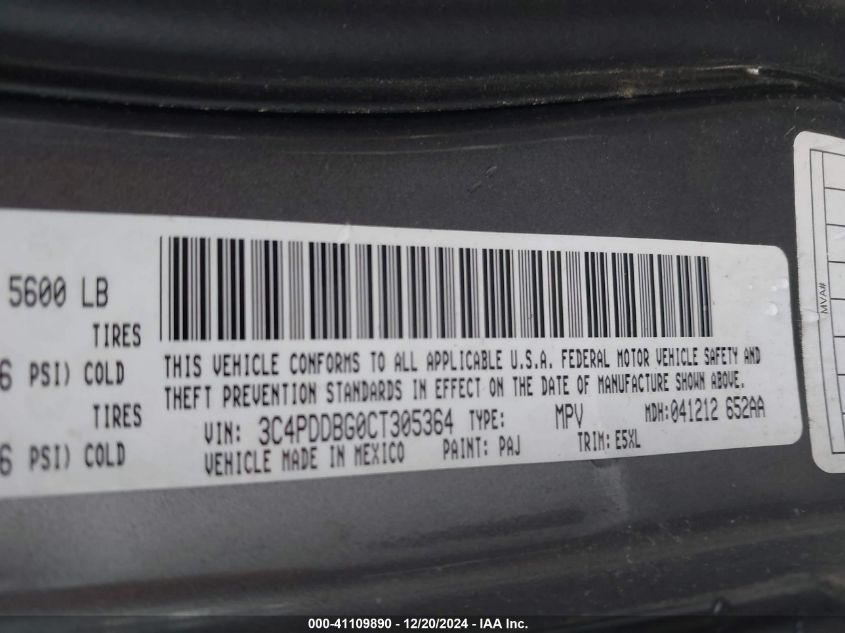 5600 LB
TIRES
6 PSI) COLD
TIRES
6 PSI) COLD
THIS VEHICLE CONFORMS TO ALL APPLICABLE U.S.A. FEDERAL MOTOR VEHICLE SAFETY AND
THEFT PREVENTION STANDARDS IN EFFECT ON THE DATE OF MANUFACTURE SHOWN ABOVE.
VIN: 3C4PDDBG0CT305364 TYPE: MPV MDH:041212 652AA
VEHICLE MADE IN MEXICO PAINT: PAJ TRIM: E5XL
MVA#
000-41109890 - 12/20/2024 - IAA Inc.